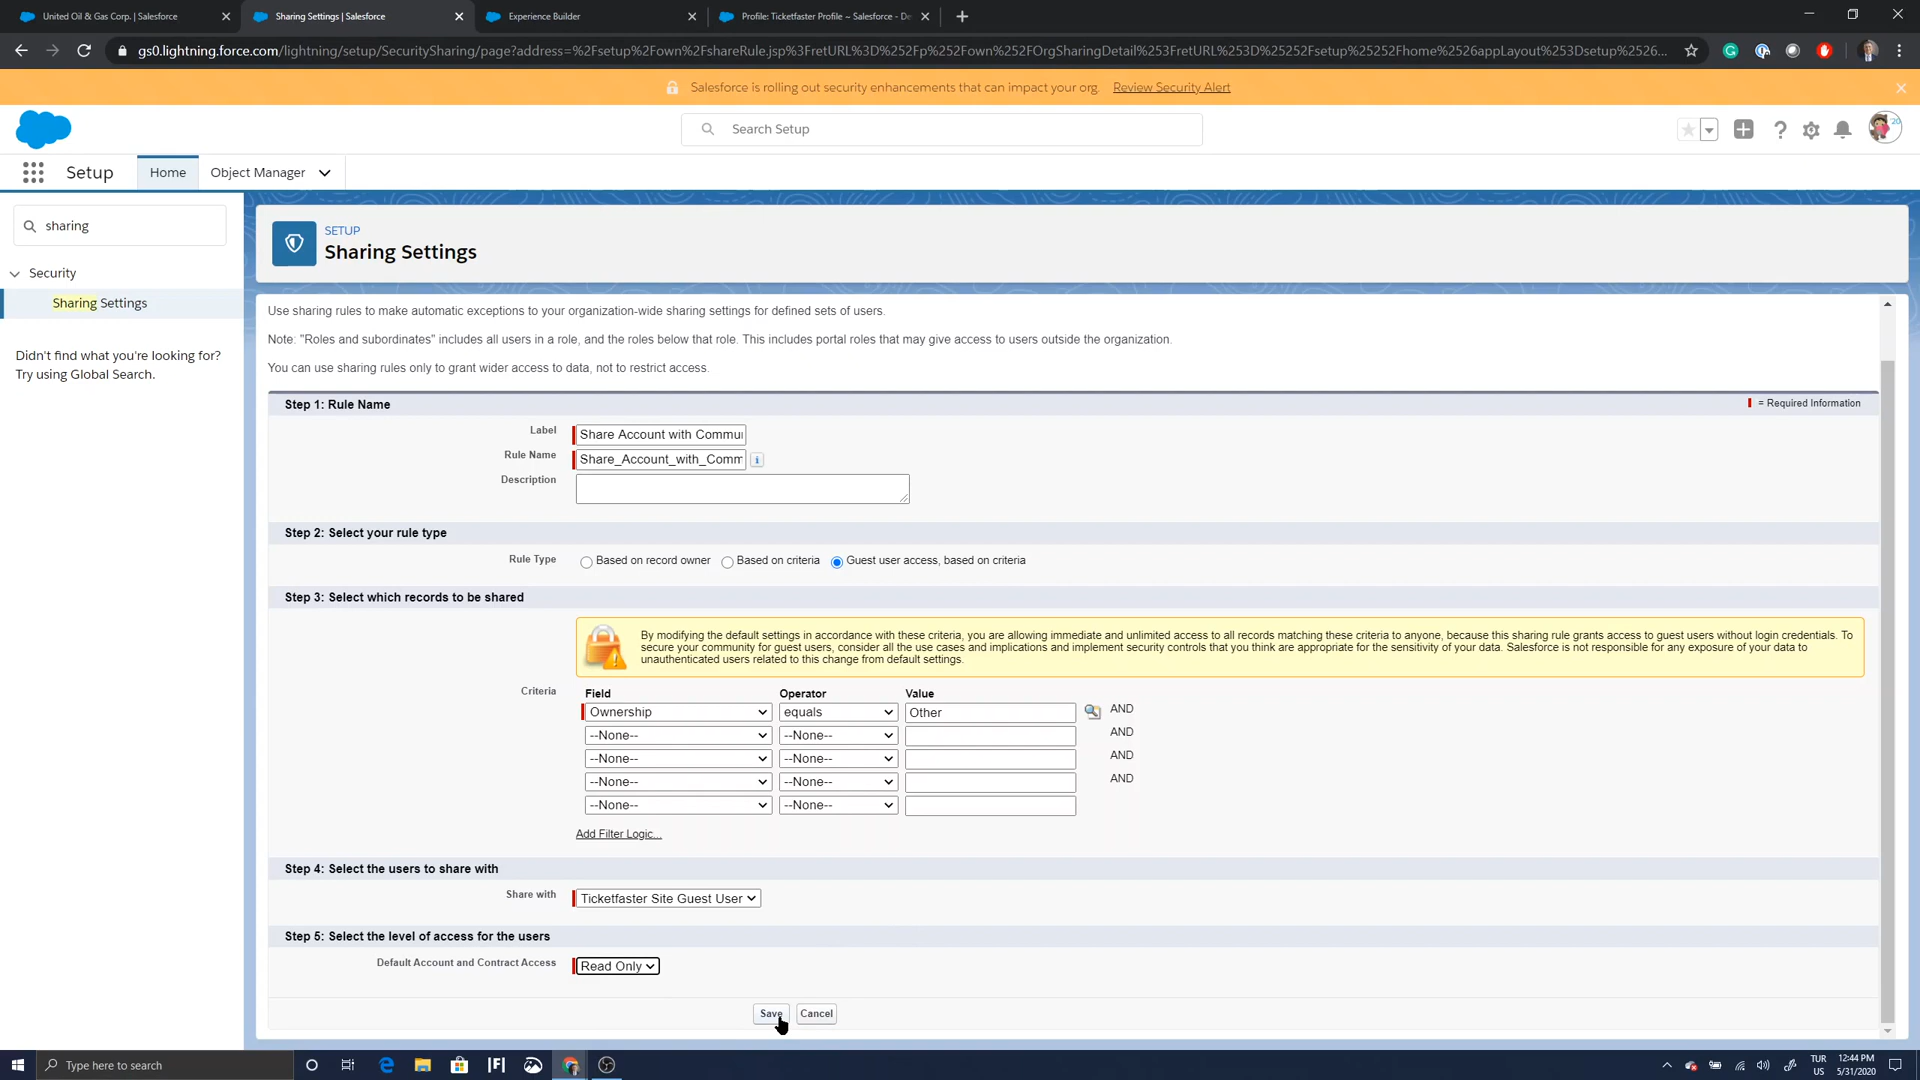 United Oil & Gas Corp. | Salesforce
Sharing Settings | Salesforce
Experience Builder
Profile: Ticketfaster Profile ~ Salesforce - De
gs0.lightning.force.com/lightning/setup/SecuritySharing/page?address=%2Fsetup%2Fown%2FshareRule.jsp%3FretURL%3D%252Fp%252Fown%252FOrgSharingDetail%253FretURL%253D%25252Fsetup%25252Fhome%2526appLayout%253Dsetup%2526...
Salesforce is rolling out security enhancements that can impact your org. Review Security Alert
Search Setup
'20
Setup
Home
Object Manager
sharing
Security
Sharing Settings
Didn't find what you're looking for?
Try using Global Search.
SETUP
Sharing Settings
Use sharing rules to make automatic exceptions to your organization-wide sharing settings for defined sets of users.
Note: "Roles and subordinates" includes all users in a role, and the roles below that role. This includes portal roles that may give access to users outside the organization.
You can use sharing rules only to grant wider access to data, not to restrict access.
Step 1: Rule Name
= Required Information
Label
Share Account with Commu
Rule Name
Share_Account_with_Comm
i
Description
Step 2: Select your rule type
Rule Type
Based on record owner
Based on criteria
Guest user access, based on criteria
Step 3: Select which records to be shared
By modifying the default settings in accordance with these criteria, you are allowing immediate and unlimited access to all records matching these criteria to anyone, because this sharing rule grants access to guest users without login credentials. To
secure your community for guest users, consider all the use cases and implications and implement security controls that you think are appropriate for the sensitivity of your data. Salesforce is not responsible for any exposure of your data to
unauthenticated users related to this change from default settings.
Criteria
Field Operator Value
Ownership equals Other AND
--None-- --None-- AND
--None-- --None-- AND
--None-- --None-- AND
--None-- --None--
Add Filter Logic...
Step 4: Select the users to share with
Share with
Ticketfaster Site Guest User
Step 5: Select the level of access for the users
Default Account and Contract Access
Read Only
Save
Cancel
Type here to search
|F|
TUR
US
12:44 PM
5/31/2020